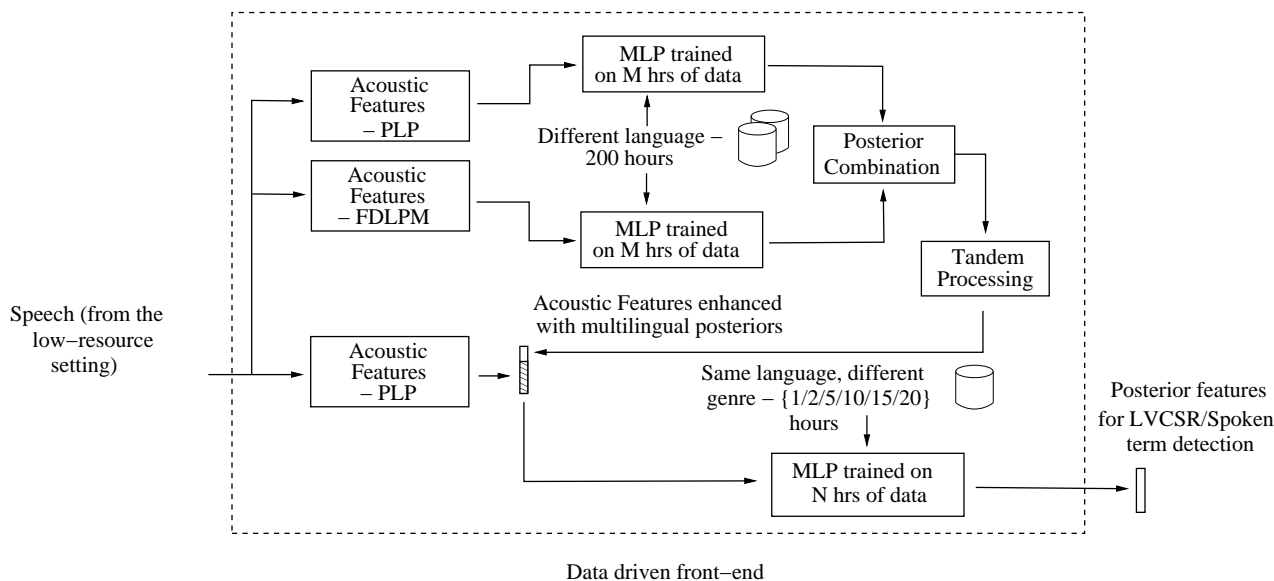 MLP trained
on M hrs of data
Acoustic
Features
– PLP
Different language –
200 hours
Posterior
Combination
Acoustic
Features
– FDLPM
MLP trained
on M hrs of data
Tandem
Processing
Speech (from the
low–resource
setting)
Acoustic Features enhanced
with multilingual posteriors
Acoustic
Features
– PLP
Same language, different
genre – {1/2/5/10/15/20}
hours
Posterior features
for LVCSR/Spoken
term detection
MLP trained on
N hrs of data
Data driven front–end